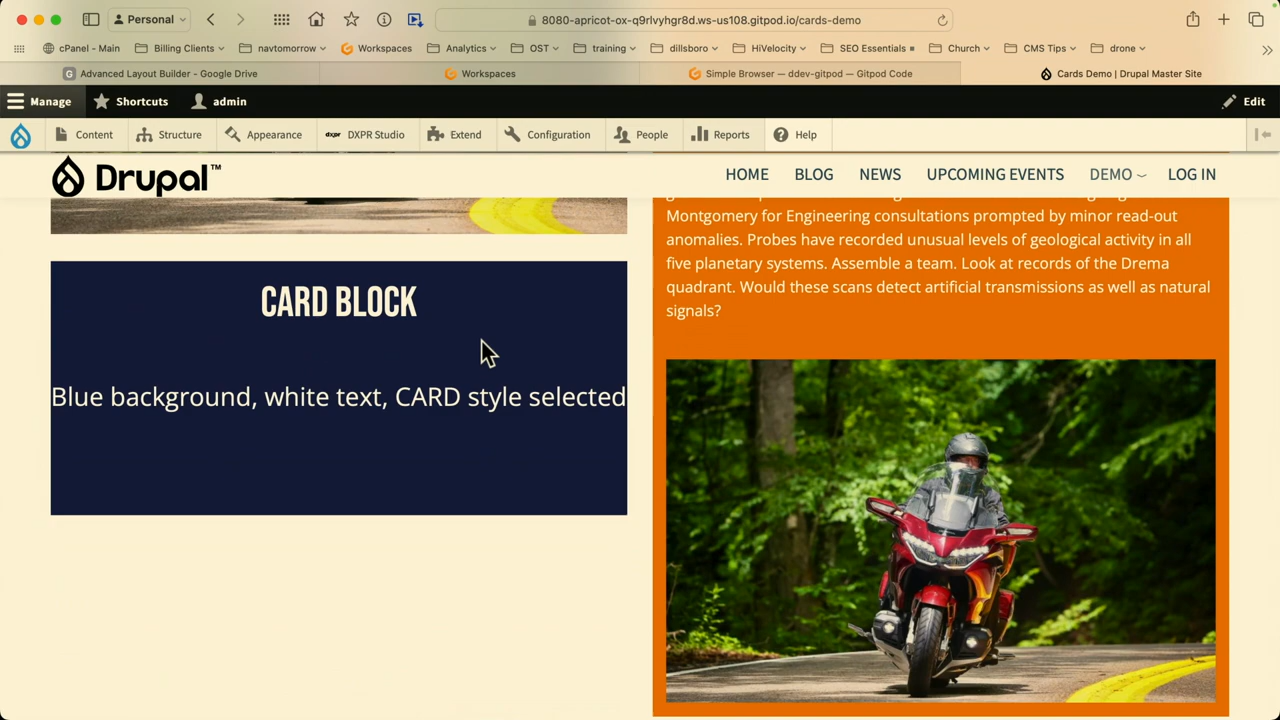 Personal
8080-apricot-ox-q9rlvyhgr8d.ws-us108.gitpod.io/cards-demo
cPanel - Main
Billing Clients
navtomorrow
Workspaces
Analytics
OST
training
dillsboro
HiVelocity
SEO Essentials
Church
CMS Tips
drone
Advanced Layout Builder - Google Drive
Workspaces
Simple Browser — ddev-gitpod — Gitpod Code
Cards Demo | Drupal Master Site
Manage
Shortcuts
admin
Edit
Content
Structure
Appearance
dxpr DXPR Studio
Extend
Configuration
People
Reports
Help
Drupal™
HOME
BLOG
NEWS
UPCOMING EVENTS
DEMO
LOG IN
CARD BLOCK
Blue background, white text, CARD style selected
Montgomery for Engineering consultations prompted by minor read-out
anomalies. Probes have recorded unusual levels of geological activity in all
five planetary systems. Assemble a team. Look at records of the Drema
quadrant. Would these scans detect artificial transmissions as well as natural
signals?